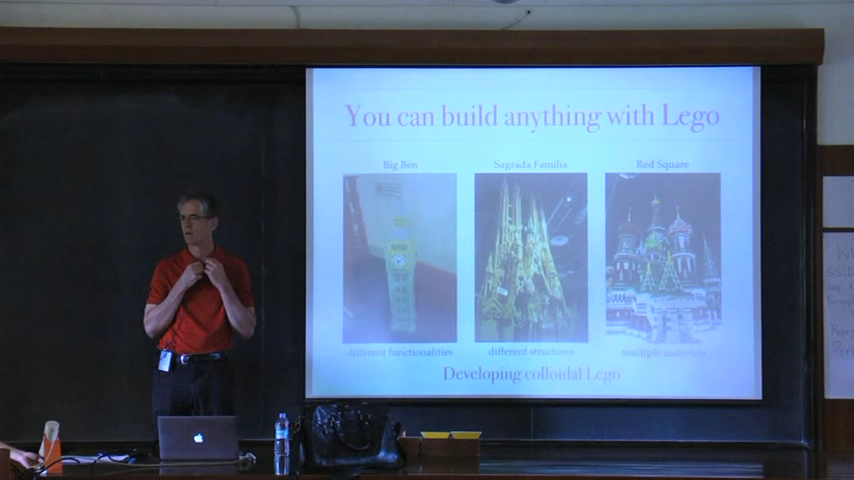 You can build anything with Lego
Big Ben
Sagrada Familia
Red Square
different functionalities
different structures
multiple materials
Developing colloidal Lego